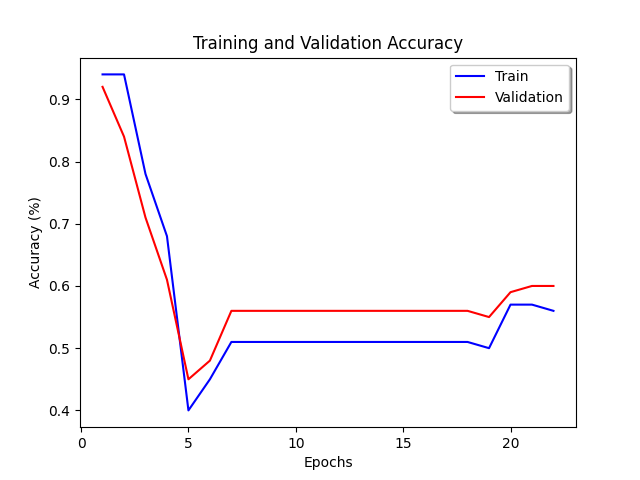 Training and Validation Accuracy
Train
Validation
Accuracy (%)
0.9
0.8
0.7
0.6
0.5
0.4
0
5
10
15
20
Epochs